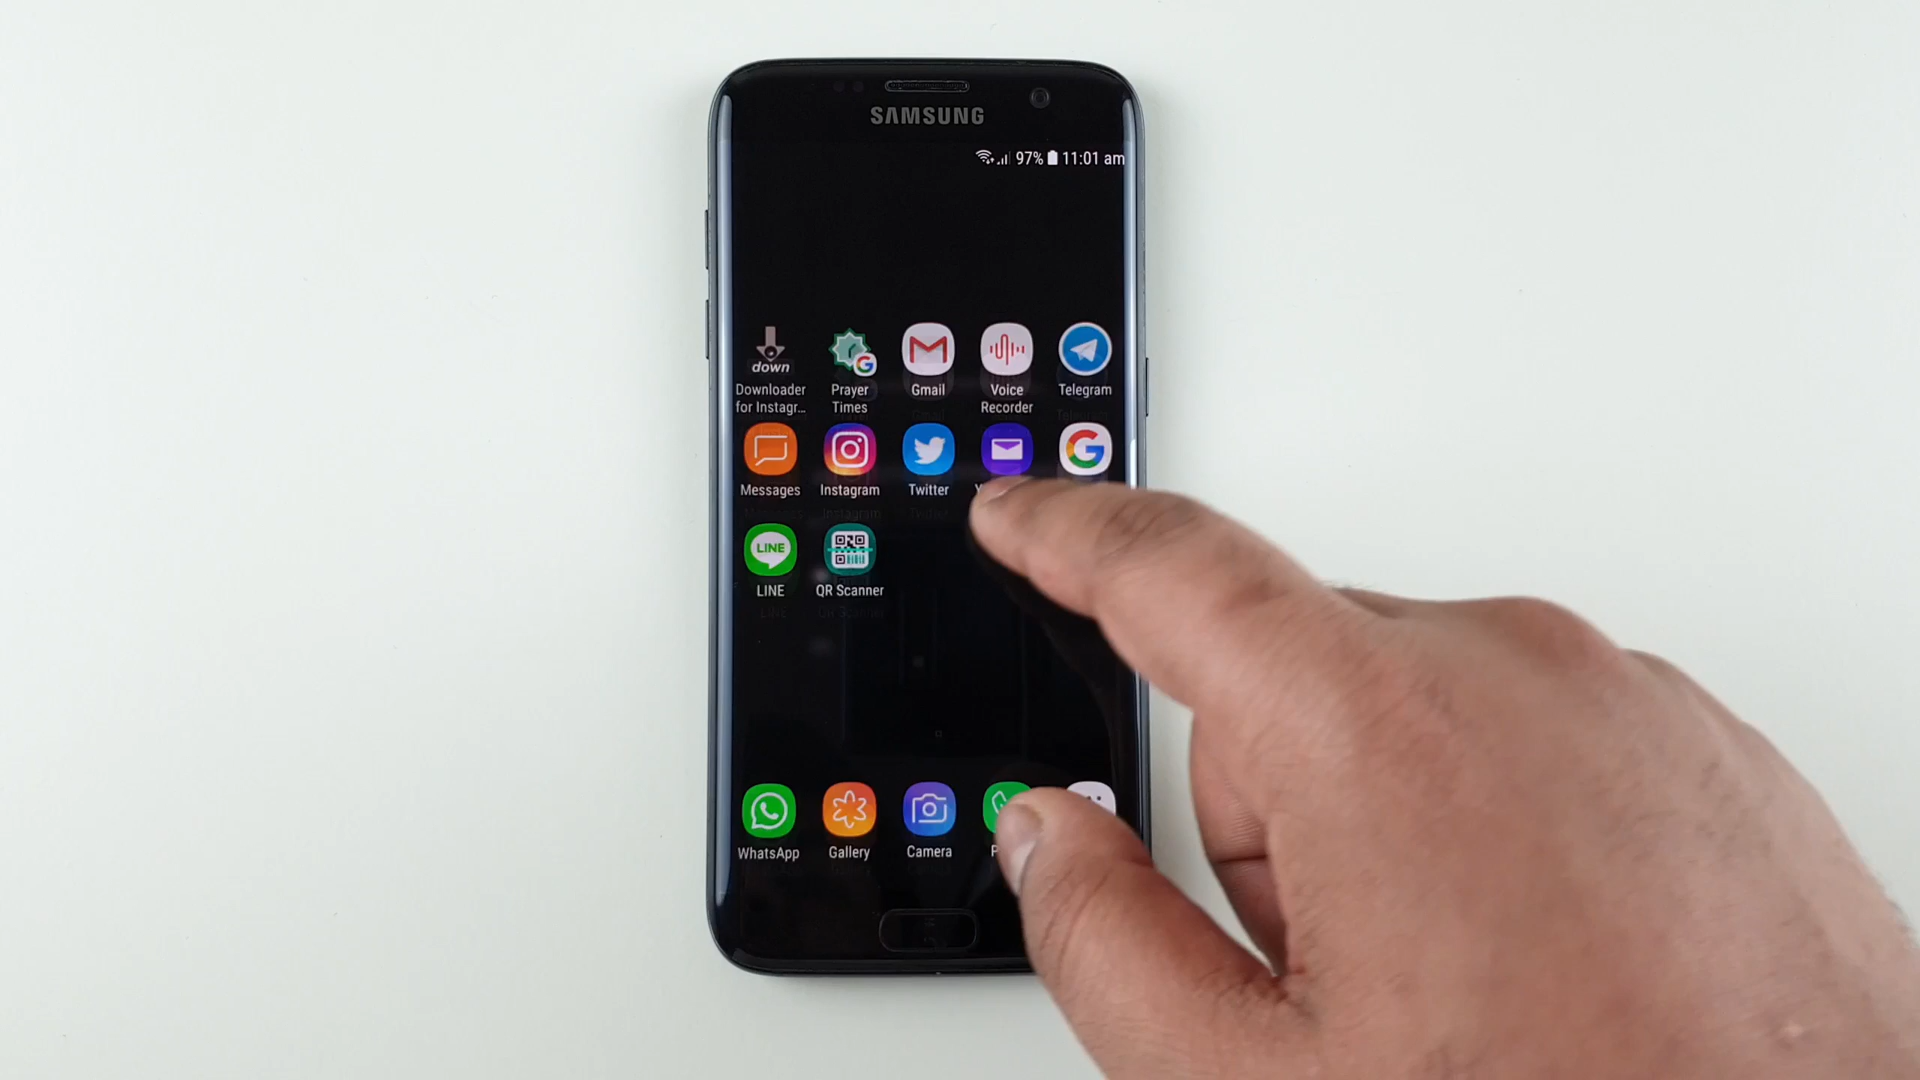 SAMSUNG
97% 11:01 am
down
Downloader for Instagr...
Prayer Times
Gmail
Voice Recorder
Telegram
Messages
Instagram
Twitter
LINE
LINE
QR Scanner
WhatsApp
Gallery
Camera